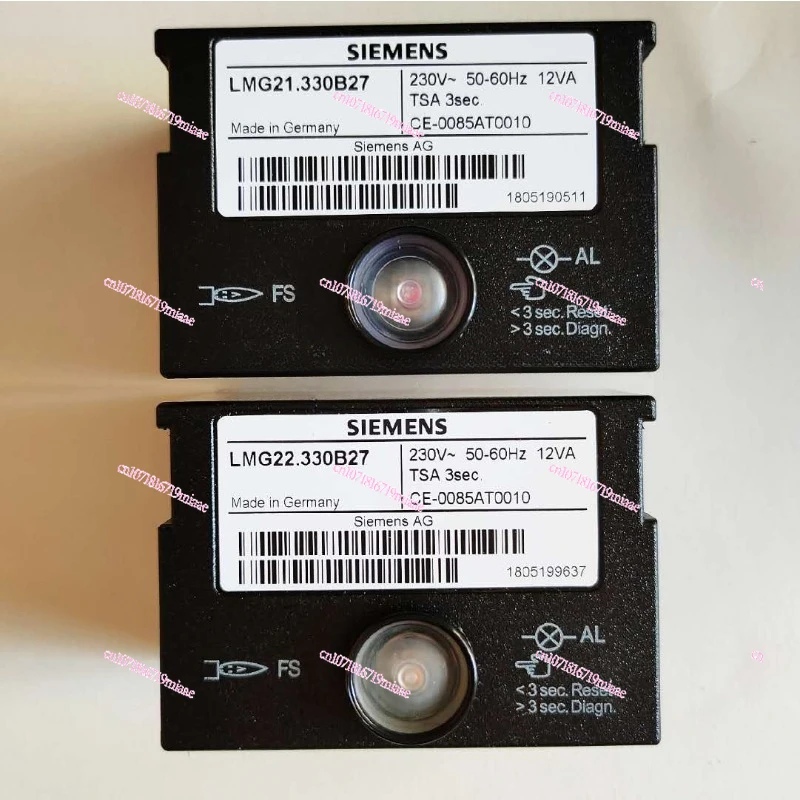 SIEMENS
LMG21.330B27
230V~ 50-60Hz 12VA
TSA 3sec.
Made in Germany
CE-0085AT0010
Siemens AG
1805190511
FS
AL
< 3 sec. Reset
> 3 sec. Diagn.
SIEMENS
LMG22.330B27
230V~ 50-60Hz 12VA
TSA 3sec.
Made in Germany
CE-0085AT0010
Siemens AG
1805199637
FS
AL
< 3 sec. Reset
> 3 sec. Diagn.
cn1071816719miaae